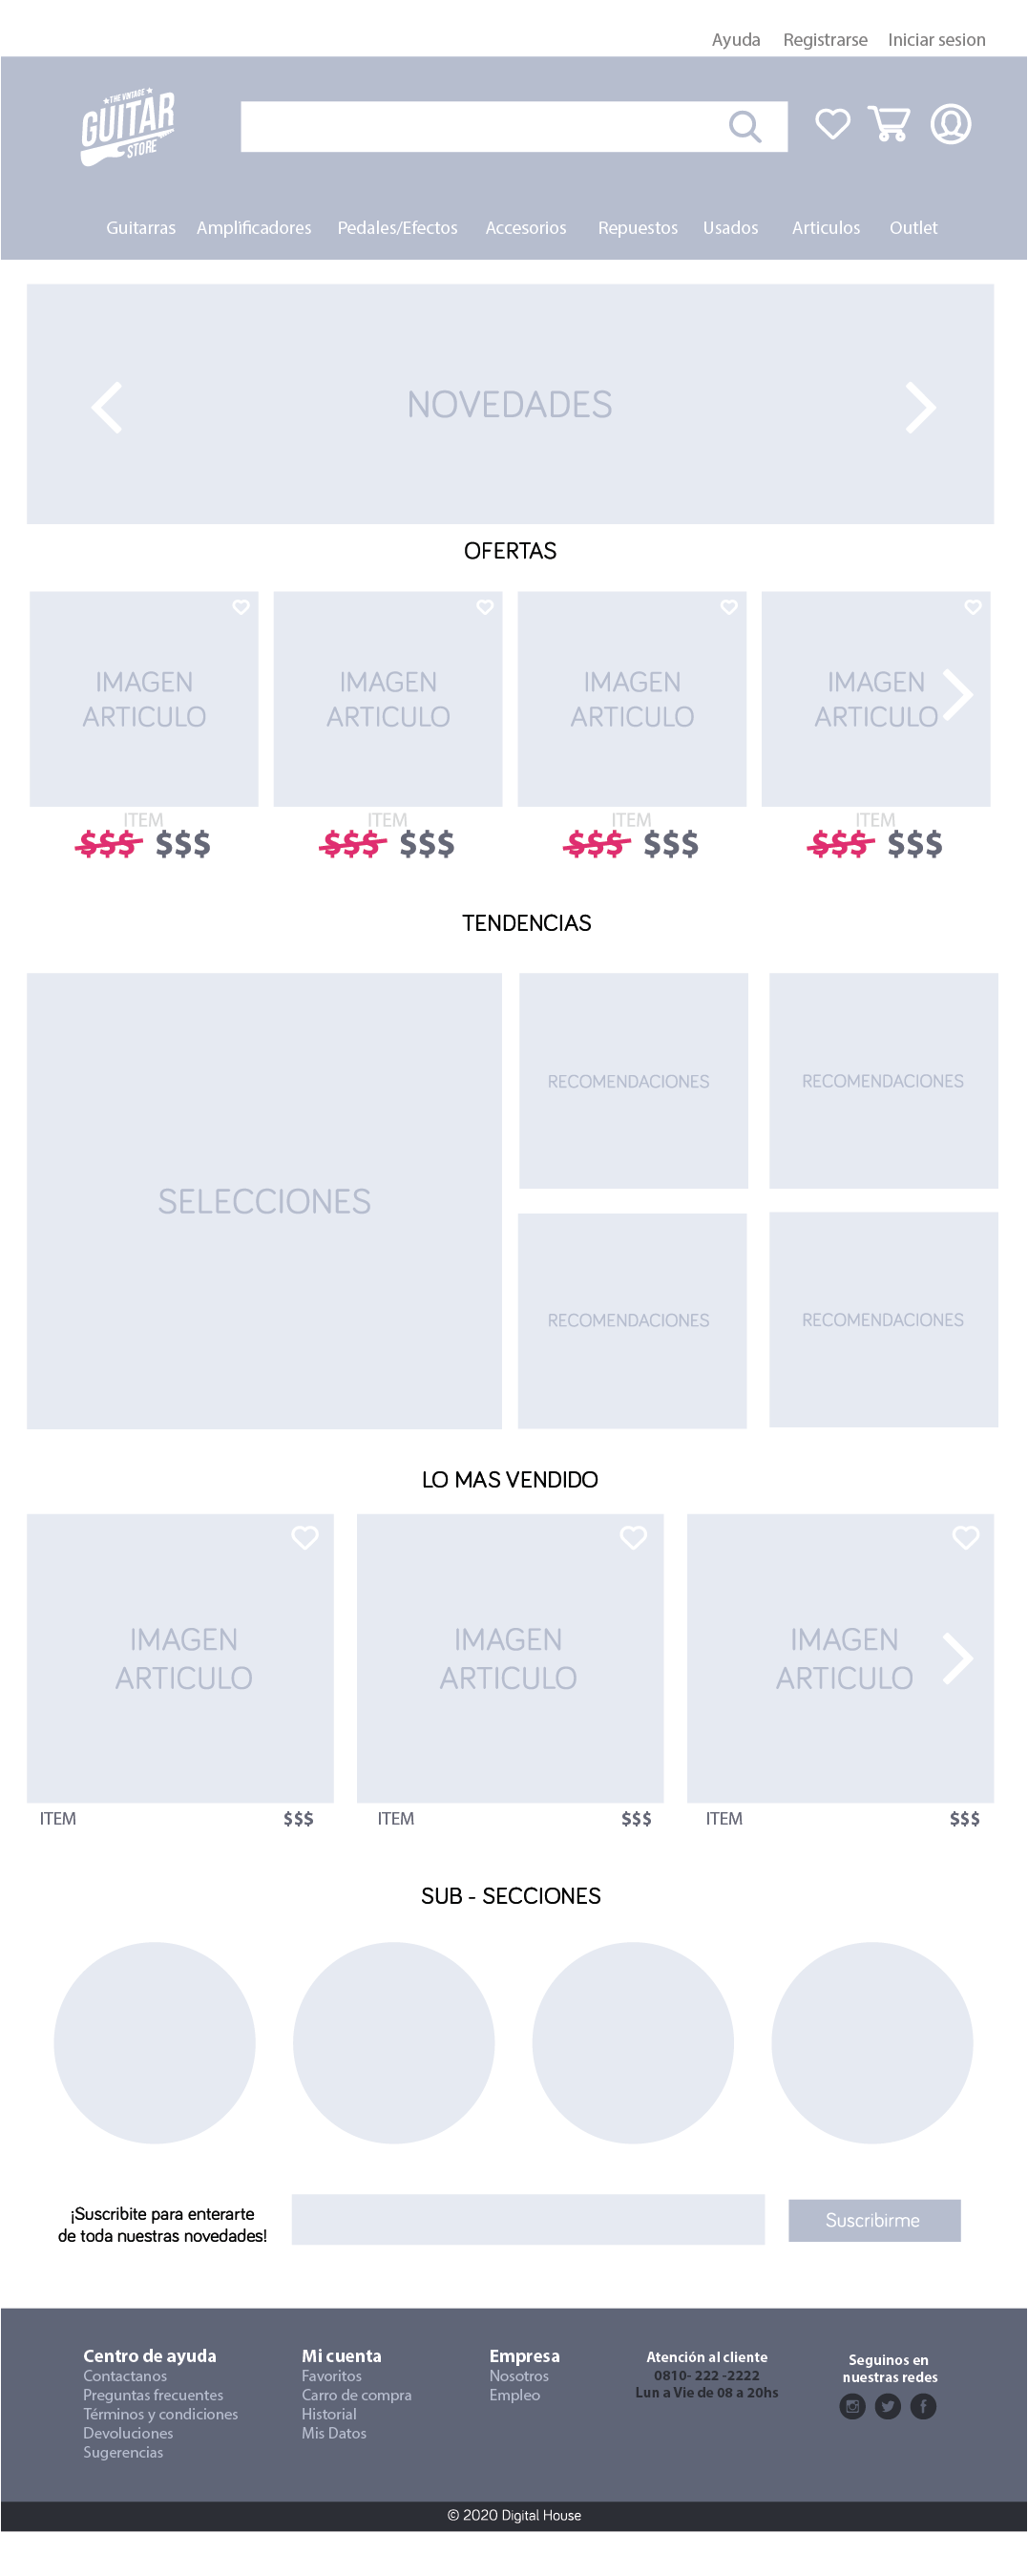 Ayuda Registrarse Iniciar sesion
THE VINTAGE
GUITAR
STORE
Guitarras Amplificadores Pedales/Efectos Accesorios Repuestos Usados Articulos Outlet
NOVEDADES
OFERTAS
IMAGEN ARTICULO
IMAGEN ARTICULO
IMAGEN ARTICULO
IMAGEN ARTICULO
ITEM ITEM ITEM ITEM
$$$ $$$ $$$ $$$ $$$ $$$ $$$ $$$
TENDENCIAS
SELECCIONES
RECOMENDACIONES RECOMENDACIONES
RECOMENDACIONES RECOMENDACIONES
LO MAS VENDIDO
IMAGEN ARTICULO
IMAGEN ARTICULO
IMAGEN ARTICULO
ITEM $$$ ITEM $$$ ITEM $$$
SUB - SECCIONES
¡Suscribite para enterarte
de toda nuestras novedades!
Suscribirme
Centro de ayuda
Contactanos
Preguntas frecuentes
Términos y condiciones
Devoluciones
Sugerencias
Mi cuenta
Favoritos
Carro de compra
Historial
Mis Datos
Empresa
Nosotros
Empleo
Atención al cliente
0810- 222 -2222
Lun a Vie de 08 a 20hs
Seguinos en
nuestras redes
© 2020 Digital House